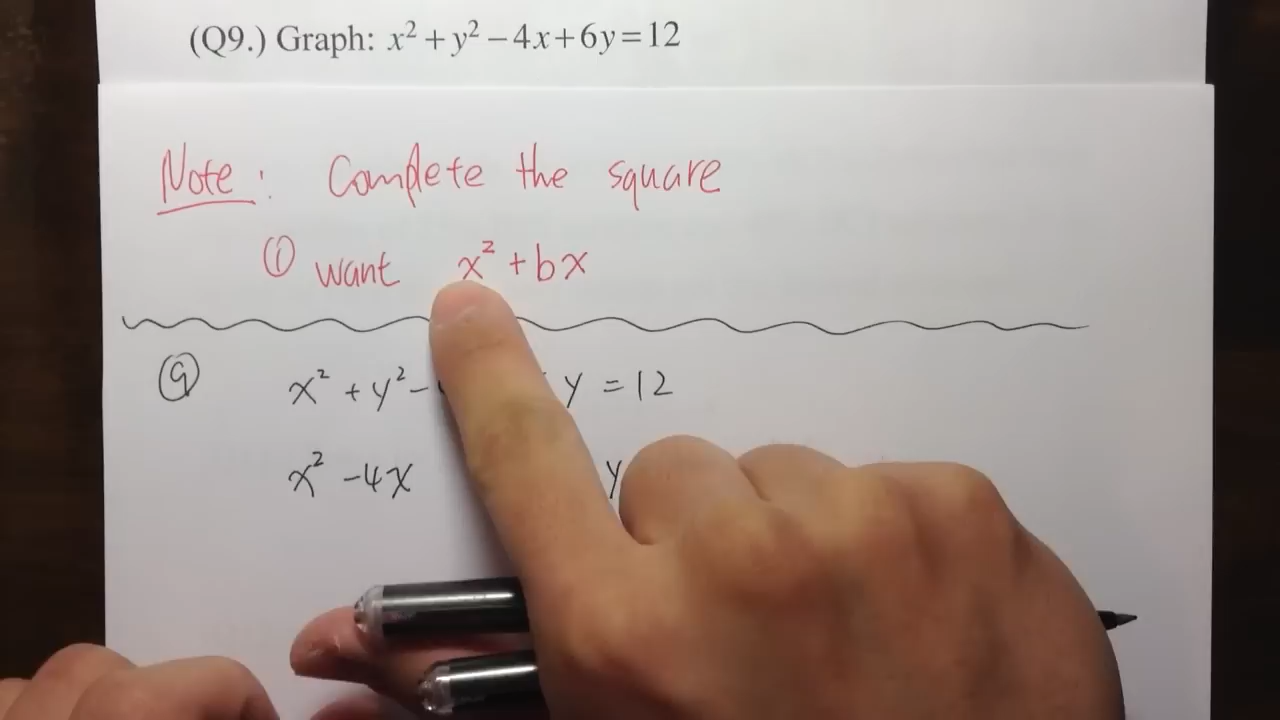 (Q9.) Graph: x² + y² − 4x + 6y = 12
Note: Complete the square
① want x² + bx
⑨ x² + y² − y = 12
x² − 4x y